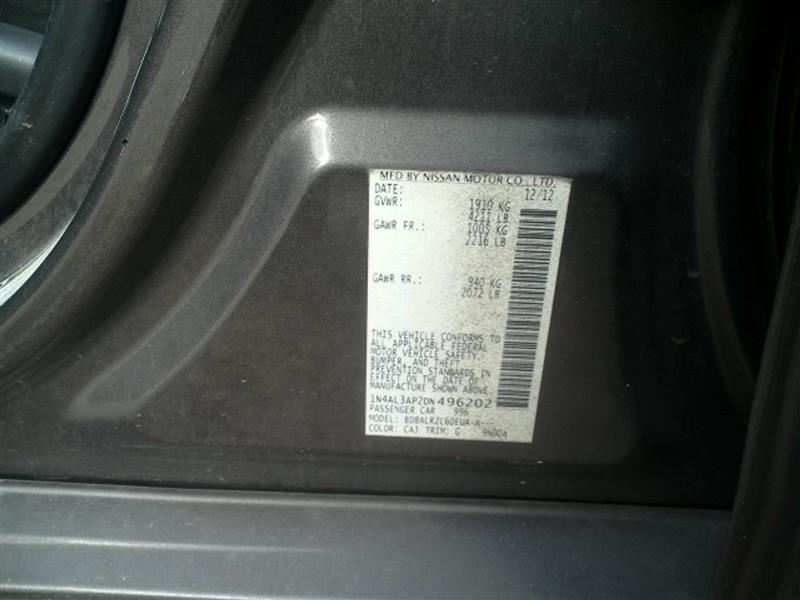 MFD BY NISSAN MOTOR CO., LTD.
DATE: 12/12
GVWR: 1910 KG
4211 LB
GAWR FR.: 1005 KG
2216 LB
GAWR RR.: 940 KG
2072 LB
THIS VEHICLE CONFORMS TO
ALL APPLICABLE FEDERAL
MOTOR VEHICLE SAFETY,
BUMPER, AND THEFT
PREVENTION STANDARDS IN
EFFECT ON THE DATE OF
MANUFACTURE SHOWN ABOVE.
1N4AL3AP2DN496202
PASSENGER CAR 996
MODEL:
COLOR: CAJ TRIM: G 9N00A